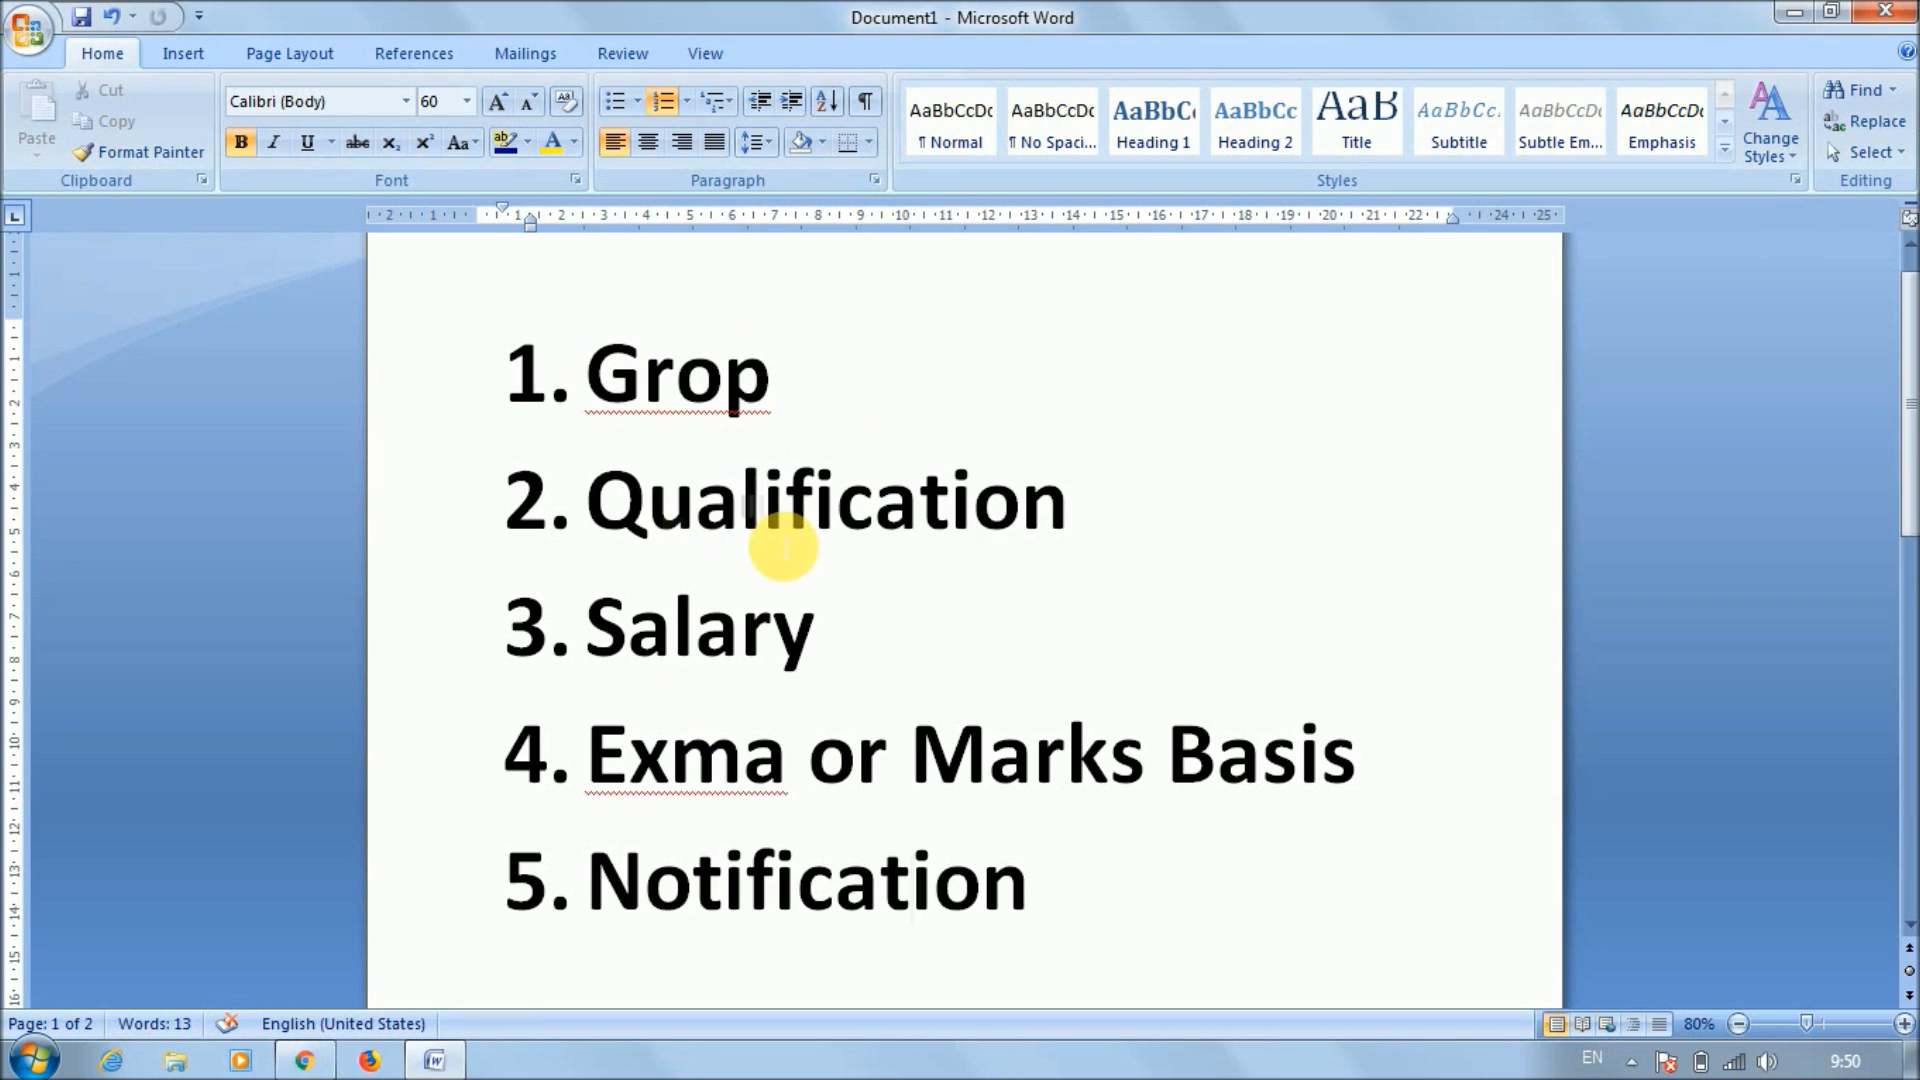 Document1 - Microsoft Word
Home Insert Page Layout References Mailings Review View
Paste Cut Copy Format Painter
Clipboard
Calibri (Body) 60
Font
Paragraph
AaBbCcDc AaBbCcDc AaBbC AaBbCc AaB AaBbCc. AaBbCcDc AaBbCcDc
¶ Normal ¶ No Spaci... Heading 1 Heading 2 Title Subtitle Subtle Em... Emphasis
Styles
Change Styles
Find
Replace
Select
Editing
1. Grop
2. Qualification
3. Salary
4. Exma or Marks Basis
5. Notification
Page: 1 of 2 Words: 13 English (United States) 80%
EN 9:50